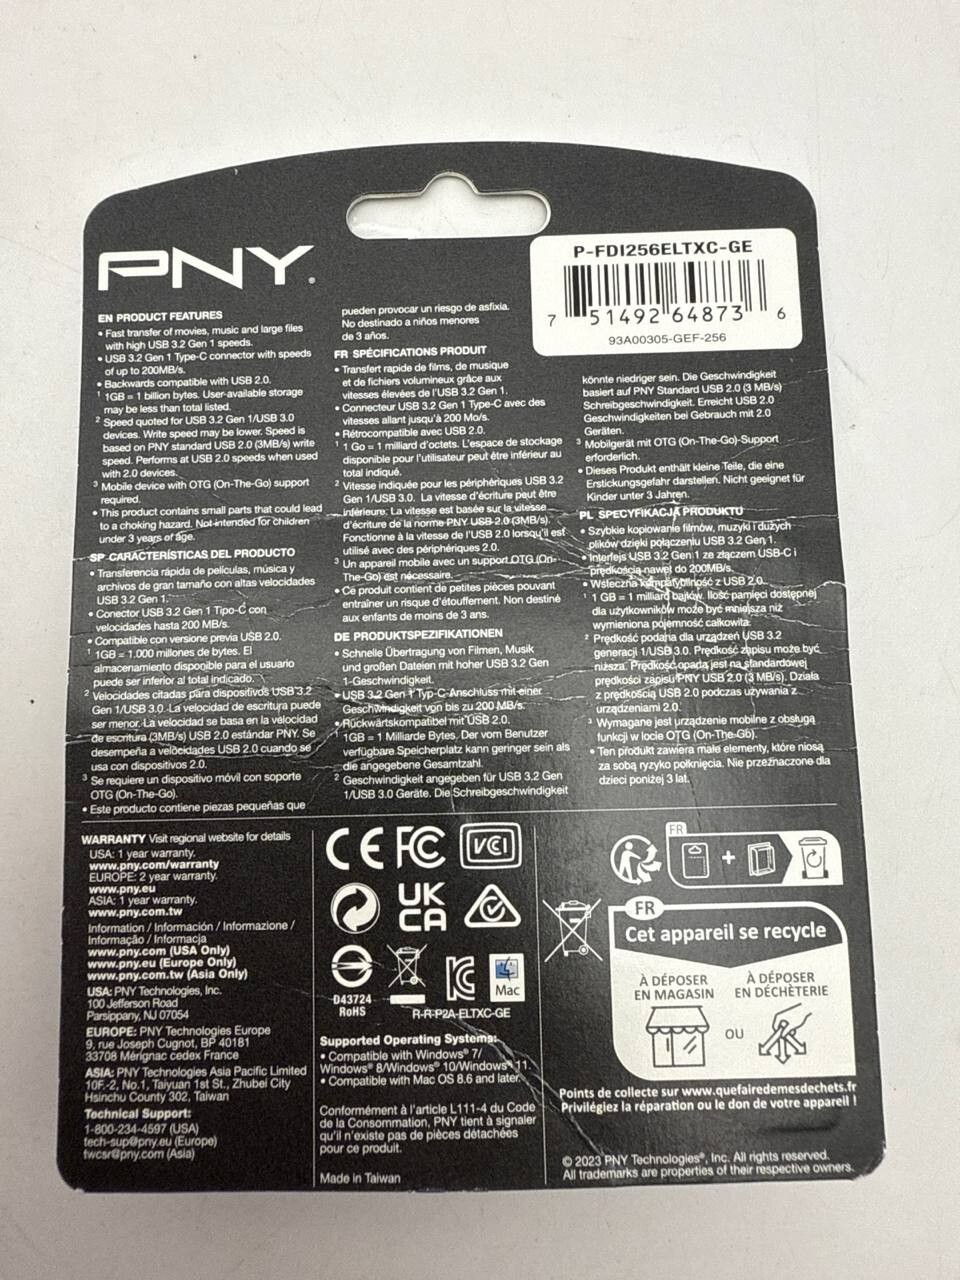 PNY.
P-FDI256ELTXC-GE
7 51492 64873 6
93A00305-GEF-256
EN PRODUCT FEATURES
• Fast transfer of movies, music and large files
with high USB 3.2 Gen 1 speeds.
• USB 3.2 Gen 1 Type-C connector with speeds
of up to 200MB/s.
• Backwards compatible with USB 2.0.
¹ 1GB = 1 billion bytes. User-available storage
may be less than total listed.
² Speed quoted for USB 3.2 Gen 1/USB 3.0
devices. Write speed may be lower. Speed is
based on PNY standard USB 2.0 (3MB/s) write
speed. Performs at USB 2.0 speeds when used
with 2.0 devices.
³ Mobile device with OTG (On-The-Go) support
required.
• This product contains small parts that could lead
to a choking hazard. Not intended for children
under 3 years of age.
SP CARACTERÍSTICAS DEL PRODUCTO
• Transferencia rápida de películas, música y
archivos de gran tamaño con altas velocidades
USB 3.2 Gen 1.
• Conector USB 3.2 Gen 1 Tipo-C con
velocidades hasta 200 MB/s.
• Compatible con versione previa USB 2.0.
¹ 1GB = 1.000 millones de bytes. El
almacenamiento disponible para el usuario
puede ser inferior al total indicado.
² Velocidades citadas para dispositivos USB 3.2
Gen 1/USB 3.0. La velocidad de escritura puede
ser menor. La velocidad se basa en la velocidad
de escritura (3MB/s) USB 2.0 estándar PNY. Se
desempeña a velocidades USB 2.0 cuando se
usa con dispositivos 2.0.
³ Se requiere un dispositivo móvil con soporte
OTG (On-The-Go).
• Este producto contiene piezas pequeñas que
pueden provocar un riesgo de asfixia.
No destinado a niños menores
de 3 años.
FR SPÉCIFICATIONS PRODUIT
• Transfert rapide de films, de musique
et de fichiers volumineux grâce aux
vitesses élevées de l'USB 3.2 Gen 1.
• Connecteur USB 3.2 Gen 1 Type-C avec des
vitesses allant jusqu'à 200 Mo/s.
• Rétrocompatible avec USB 2.0.
¹ 1 Go = 1 milliard d'octets. L'espace de stockage
disponible pour l'utilisateur peut être inférieur au
total indiqué.
² Vitesse indiquée pour les périphériques USB 3.2
Gen 1/USB 3.0. La vitesse d'écriture peut être
inférieure. La vitesse est basée sur la vitesse
d'écriture de la norme PNY USB 2.0 (3MB/s).
Fonctionne à la vitesse de l'USB 2.0 lorsqu'il est
utilisé avec des périphériques 2.0.
³ Un appareil mobile avec un support OTG (On-
The-Go) est nécessaire.
• Ce produit contient de petites pièces pouvant
entraîner un risque d'étouffement. Non destiné
aux enfants de moins de 3 ans.
DE PRODUKTSPEZIFIKATIONEN
• Schnelle Übertragung von Filmen, Musik
und großen Dateien mit hoher USB 3.2 Gen
1-Geschwindigkeit.
• USB 3.2 Gen 1 Typ-C-Anschluss mit einer
Geschwindigkeit von bis zu 200 MB/s.
• Rückwärtskompatibel mit USB 2.0.
¹ 1GB = 1 Milliarde Bytes. Der vom Benutzer
verfügbare Speicherplatz kann geringer sein als
die angegebene Gesamtzahl.
² Geschwindigkeit angegeben für USB 3.2 Gen
1/USB 3.0 Geräte. Die Schreibgeschwindigkeit
könnte niedriger sein. Die Geschwindigkeit
basiert auf PNY Standard USB 2.0 (3 MB/s)
Schreibgeschwindigkeit. Erreicht USB 2.0
Geschwindigkeiten bei Gebrauch mit 2.0
Geräten.
³ Mobilgerät mit OTG (On-The-Go)-Support
erforderlich.
• Dieses Produkt enthält kleine Teile, die eine
Erstickungsgefahr darstellen. Nicht geeignet für
Kinder unter 3 Jahren.
PL SPECYFIKACJA PRODUKTU
• Szybkie kopiowanie filmów, muzyki i dużych
plików dzięki połączeniu USB 3.2 Gen 1.
• Interfejs USB 3.2 Gen 1 ze złączem USB-C i
prędkością nawet do 200MB/s.
• Wsteczna kompatybilność z USB 2.0.
¹ 1 GB = 1 miliard bajtów. Ilość pamięci dostępnej
dla użytkowników może być mniejsza niż
wymieniona pojemność całkowita.
² Prędkość podana dla urządzeń USB 3.2
generacji 1/USB 3.0. Prędkość zapisu może być
niższa. Prędkość opada jest na standardowej
prędkości zapisu PNY USB 2.0 (3 MB/s). Działa
z prędkością USB 2.0 podczas używania z
urządzeniami 2.0.
³ Wymagane jest urządzenie mobilne z obsługą
funkcji w locie OTG (On-The-Go).
• Ten produkt zawiera małe elementy, które niosą
za sobą ryzyko połknięcia. Nie przeznaczone dla
dzieci poniżej 3 lat.
WARRANTY Visit regional website for details
USA: 1 year warranty.
www.pny.com/warranty
EUROPE: 2 year warranty.
www.pny.eu
ASIA: 1 year warranty.
www.pny.com.tw
Information / Información / Informazione /
Informação / Informacja
www.pny.com (USA Only)
www.pny.eu (Europe Only)
www.pny.com.tw (Asia Only)
USA: PNY Technologies, Inc.
100 Jefferson Road
Parsippany, NJ 07054
EUROPE: PNY Technologies Europe
9, rue Joseph Cugnot, BP 40181
33708 Mérignac cedex France
ASIA: PNY Technologies Asia Pacific Limited
10F.-2, No.1, Taiyuan 1st St., Zhubei City
Hsinchu County 302, Taiwan
Technical Support:
1-800-234-4597 (USA)
tech-sup@pny.eu (Europe)
twcsr@pny.com (Asia)
CE FC VCCI
UK
CA
D43724
RoHS
Mac
R-R-P2A-ELTXC-GE
Supported Operating Systems:
• Compatible with Windows® 7/
Windows® 8/Windows® 10/Windows® 11.
• Compatible with Mac OS 8.6 and later.
Conformément à l'article L111-4 du Code
de la Consommation, PNY tient à signaler
qu'il n'existe pas de pièces détachées
pour ce produit.
Made in Taiwan
FR
+
FR
Cet appareil se recycle
À DÉPOSER
EN MAGASIN
OU
À DÉPOSER
EN DÉCHÈTERIE
Points de collecte sur www.quefairedemesdechets.fr
Privilégiez la réparation ou le don de votre appareil !
© 2023 PNY Technologies®, Inc. All rights reserved.
All trademarks are properties of their respective owners.